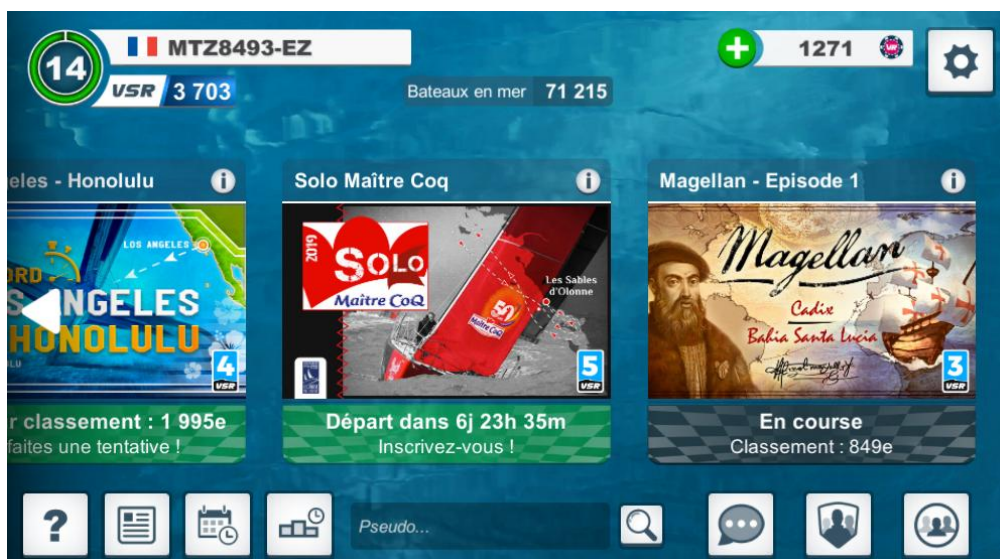 14
MTZ8493-EZ
1271
VSR 3 703
Bateaux en mer 71 215
eles - Honolulu
LOS ANGELES
ORD
S ANGELES
HONOLULU
4
VSR
r classement : 1 995e
faites une tentative !
Solo Maître Coq
2019
SOLO
Maître CoQ
Les Sables
d'Olonne
50
Maître CoQ
5
VSR
Départ dans 6j 23h 35m
Inscrivez-vous !
Magellan - Episode 1
Magellan
Cadix
Bahia Santa Lucia
3
VSR
En course
Classement : 849e
?
Pseudo...